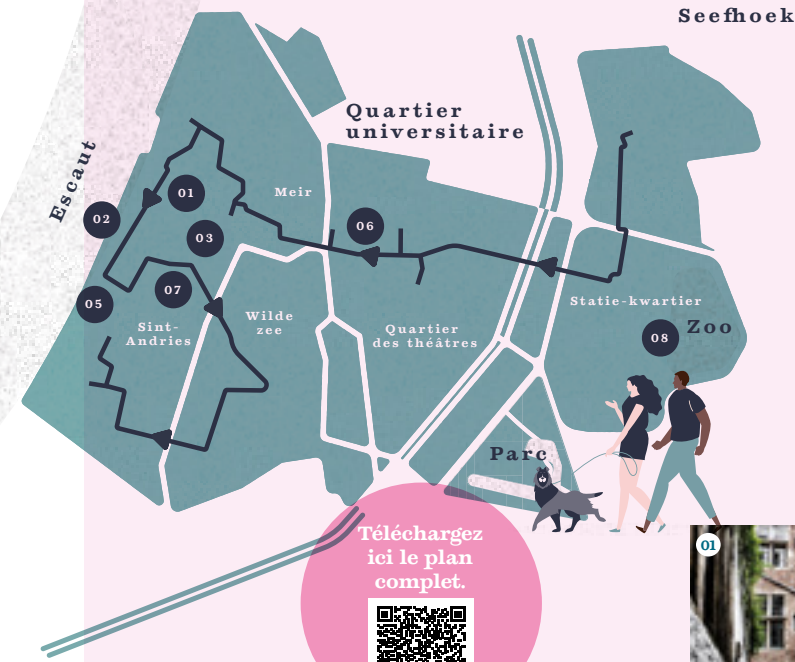 Seefhoek
Quartier
universitaire
Escaut
01
Meir
02
06
03
07
05
Sint-
Andries
Wilde
zee
Quartier
des théâtres
Statie-kwartier
Zoo
08
Parc
Téléchargez
ici le plan
complet.
01